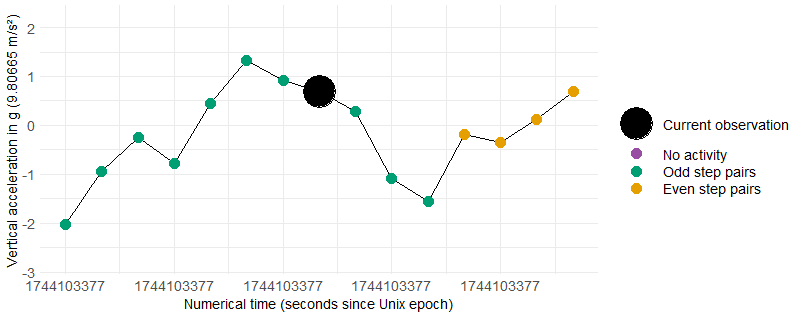 Vertical acceleration in g (9.80665 m/s²)
2
1
0
-1
-2
-3
1744103377 1744103377 1744103377 1744103377 1744103377
Numerical time (seconds since Unix epoch)
Current observation
No activity
Odd step pairs
Even step pairs